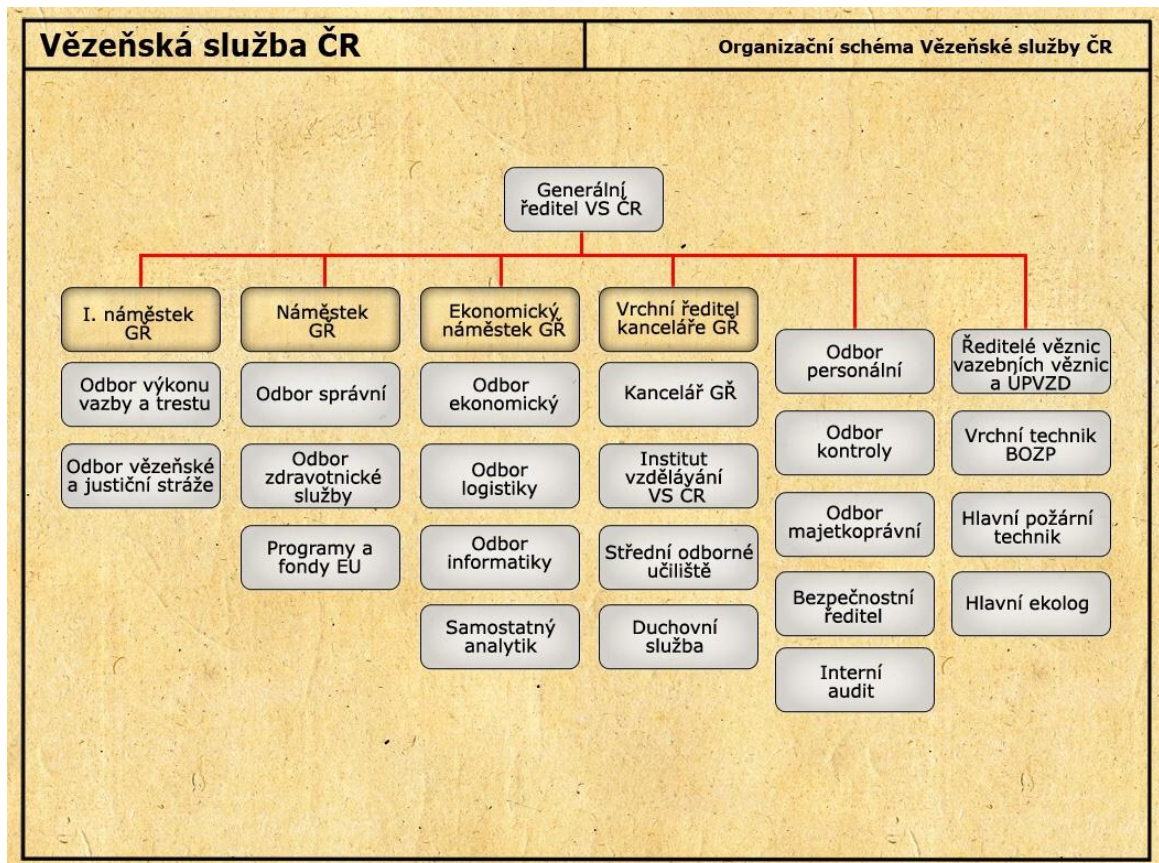 Vězeňská služba ČR
Organizační schéma Vězeňské služby ČR
Generální
ředitel VS ČR
I. náměstek
GŘ
Odbor výkonu
vazby a trestu
Odbor vězeňské
a justiční stráže
Náměstek
GŘ
Odbor správní
Odbor
zdravotnické
služby
Programy a
fondy EU
Ekonomický
náměstek GŘ
Odbor
ekonomický
Odbor
logistiky
Odbor
informatiky
Samostatný
analytik
Vrchní ředitel
kanceláře GŘ
Kancelář GŘ
Institut
vzdělávání
VS ČR
Střední odborné
učiliště
Duchovní
služba
Odbor
personální
Odbor
kontroly
Odbor
majetkoprávní
Bezpečnostní
ředitel
Interní
audit
Ředitelé věznic
vazebních věznic
a ÚPVZD
Vrchní technik
BOZP
Hlavní požární
technik
Hlavní ekolog